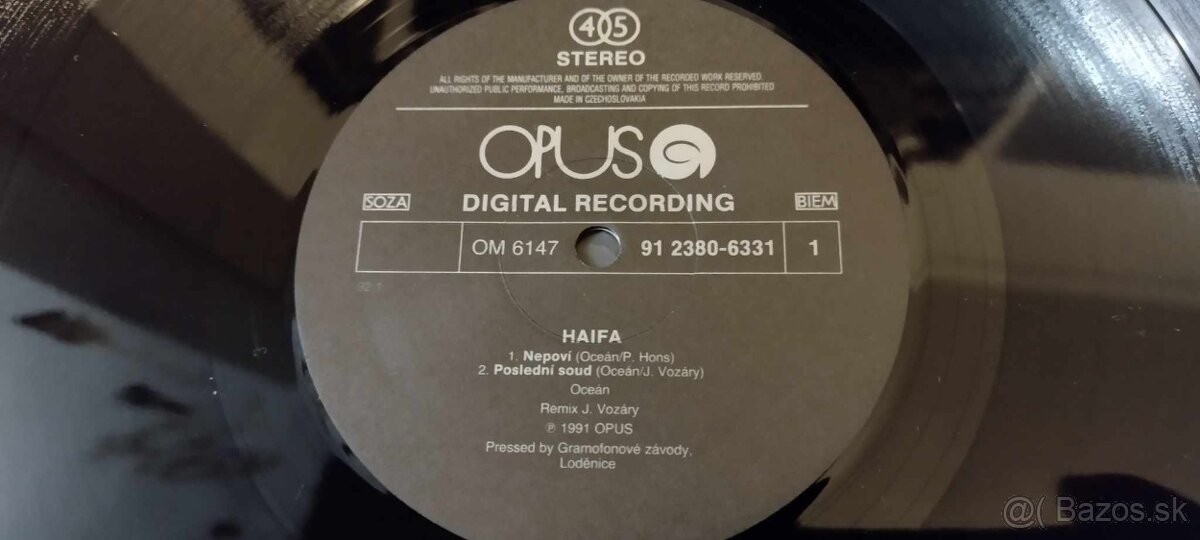 45
STEREO
ALL RIGHTS OF THE MANUFACTURER AND OF THE OWNER OF THE RECORDED WORK RESERVED.
UNAUTHORIZED PUBLIC PERFORMANCE, BROADCASTING AND COPYING OF THIS RECORD PROHIBITED
MADE IN CZECHOSLOVAKIA
OPUS
SOZA DIGITAL RECORDING BIEM
OM 6147 91 2380-6331 1
92 1
HAIFA
1. Nepoví (Oceán/P. Hons)
2. Poslední soud (Oceán/J. Vozáry)
Oceán
Remix J. Vozáry
℗ 1991 OPUS
Pressed by Gramofonové závody,
Loděnice
@( Bazos.sk